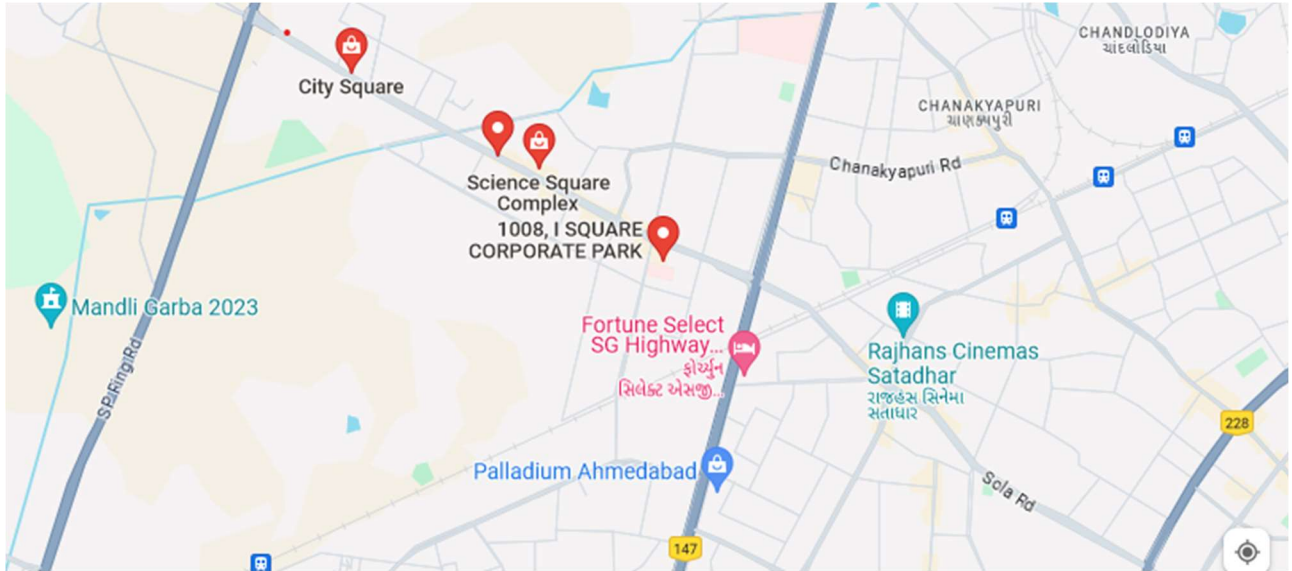 CHANDLODIYA
ચાંદલોડિયા
City Square
CHANAKYAPURI
ચાણક્યપુરી
Chanakyapuri Rd
Science Square
Complex
1008, I SQUARE
CORPORATE PARK
Mandli Garba 2023
SP Ring Rd
Fortune Select
SG Highway...
ફોર્ચ્યુન
સિલેક્ટ એસજી...
Rajhans Cinemas
Satadhar
રાજહંસ સિનેમા
સતાધાર
228
Palladium Ahmedabad
Sola Rd
147